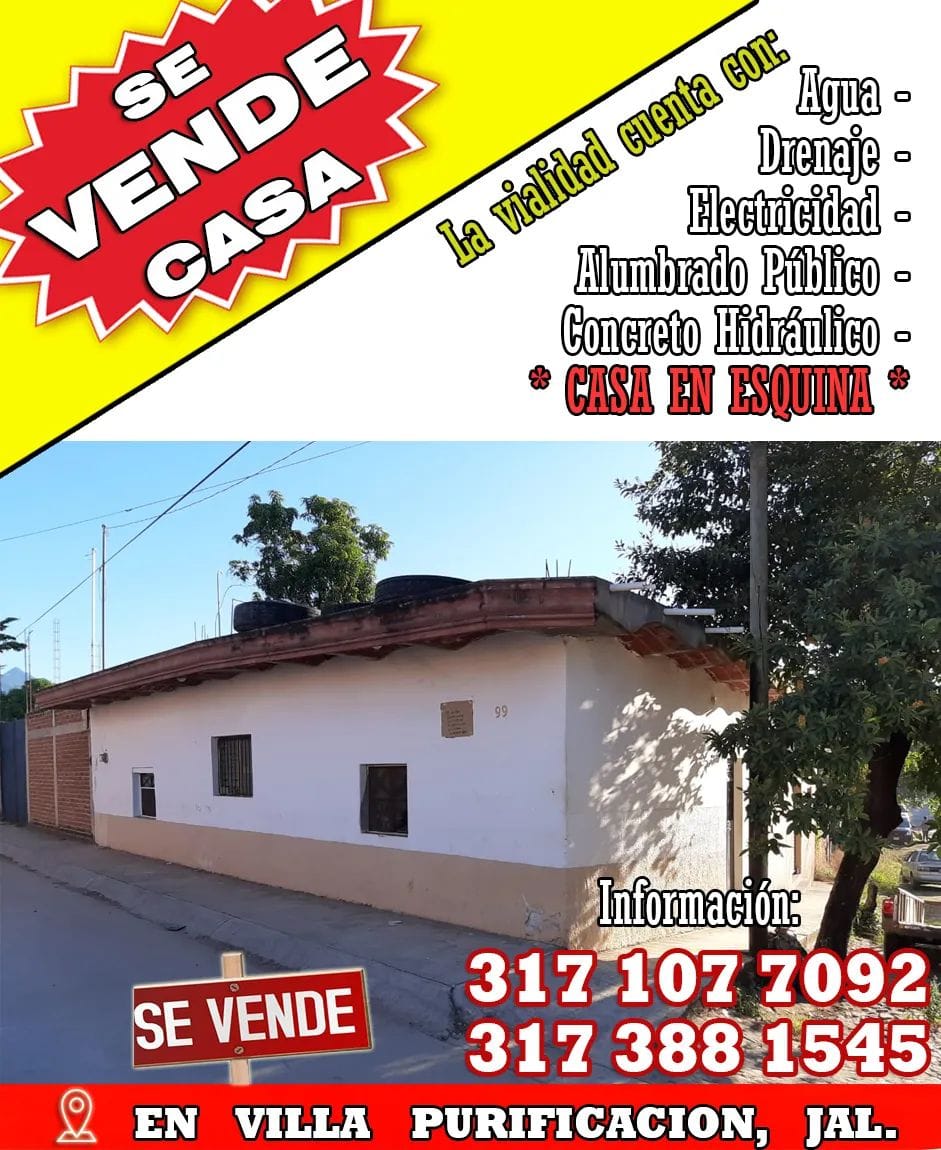 SE
VENDE
CASA
La vialidad cuenta con:
Agua -
Drenaje -
Electricidad -
Alumbrado Público -
Concreto Hidráulico -
* CASA EN ESQUINA *
99
Información:
317 107 7092
317 388 1545
SE VENDE
EN VILLA PURIFICACION, JAL.